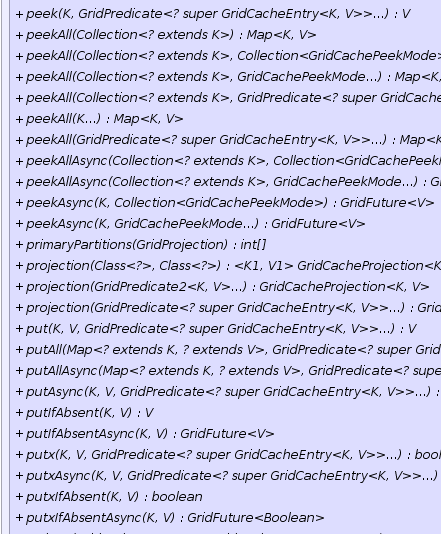 + peek(K, GridPredicate<? super GridCacheEntry<K, V>>...) : V
+ peekAll(Collection<? extends K>) : Map<K, V>
+ peekAll(Collection<? extends K>, Collection<GridCachePeekMode>
+ peekAll(Collection<? extends K>, GridCachePeekMode...) : Map<K,
+ peekAll(Collection<? extends K>, GridPredicate<? super GridCache
+ peekAll(K...) : Map<K, V>
+ peekAll(GridPredicate<? super GridCacheEntry<K, V>>...) : Map<K
+ peekAllAsync(Collection<? extends K>, Collection<GridCachePeek
+ peekAllAsync(Collection<? extends K>, GridCachePeekMode...) : G
+ peekAsync(K, Collection<GridCachePeekMode>) : GridFuture<V>
+ peekAsync(K, GridCachePeekMode...) : GridFuture<V>
+ primaryPartitions(GridProjection) : int[]
+ projection(Class<?>, Class<?>) : <K1, V1> GridCacheProjection<K
+ projection(GridPredicate2<K, V>...) : GridCacheProjection<K, V>
+ projection(GridPredicate<? super GridCacheEntry<K, V>>...) : Grid
+ put(K, V, GridPredicate<? super GridCacheEntry<K, V>>...) : V
+ putAll(Map<? extends K, ? extends V>, GridPredicate<? super Grid
+ putAllAsync(Map<? extends K, ? extends V>, GridPredicate<? supe
+ putAsync(K, V, GridPredicate<? super GridCacheEntry<K, V>>...) :
+ putIfAbsent(K, V) : V
+ putIfAbsentAsync(K, V) : GridFuture<V>
+ putx(K, V, GridPredicate<? super GridCacheEntry<K, V>>...) : bool
+ putxAsync(K, V, GridPredicate<? super GridCacheEntry<K, V>>...)
+ putxIfAbsent(K, V) : boolean
+ putxIfAbsentAsync(K, V) : GridFuture<Boolean>